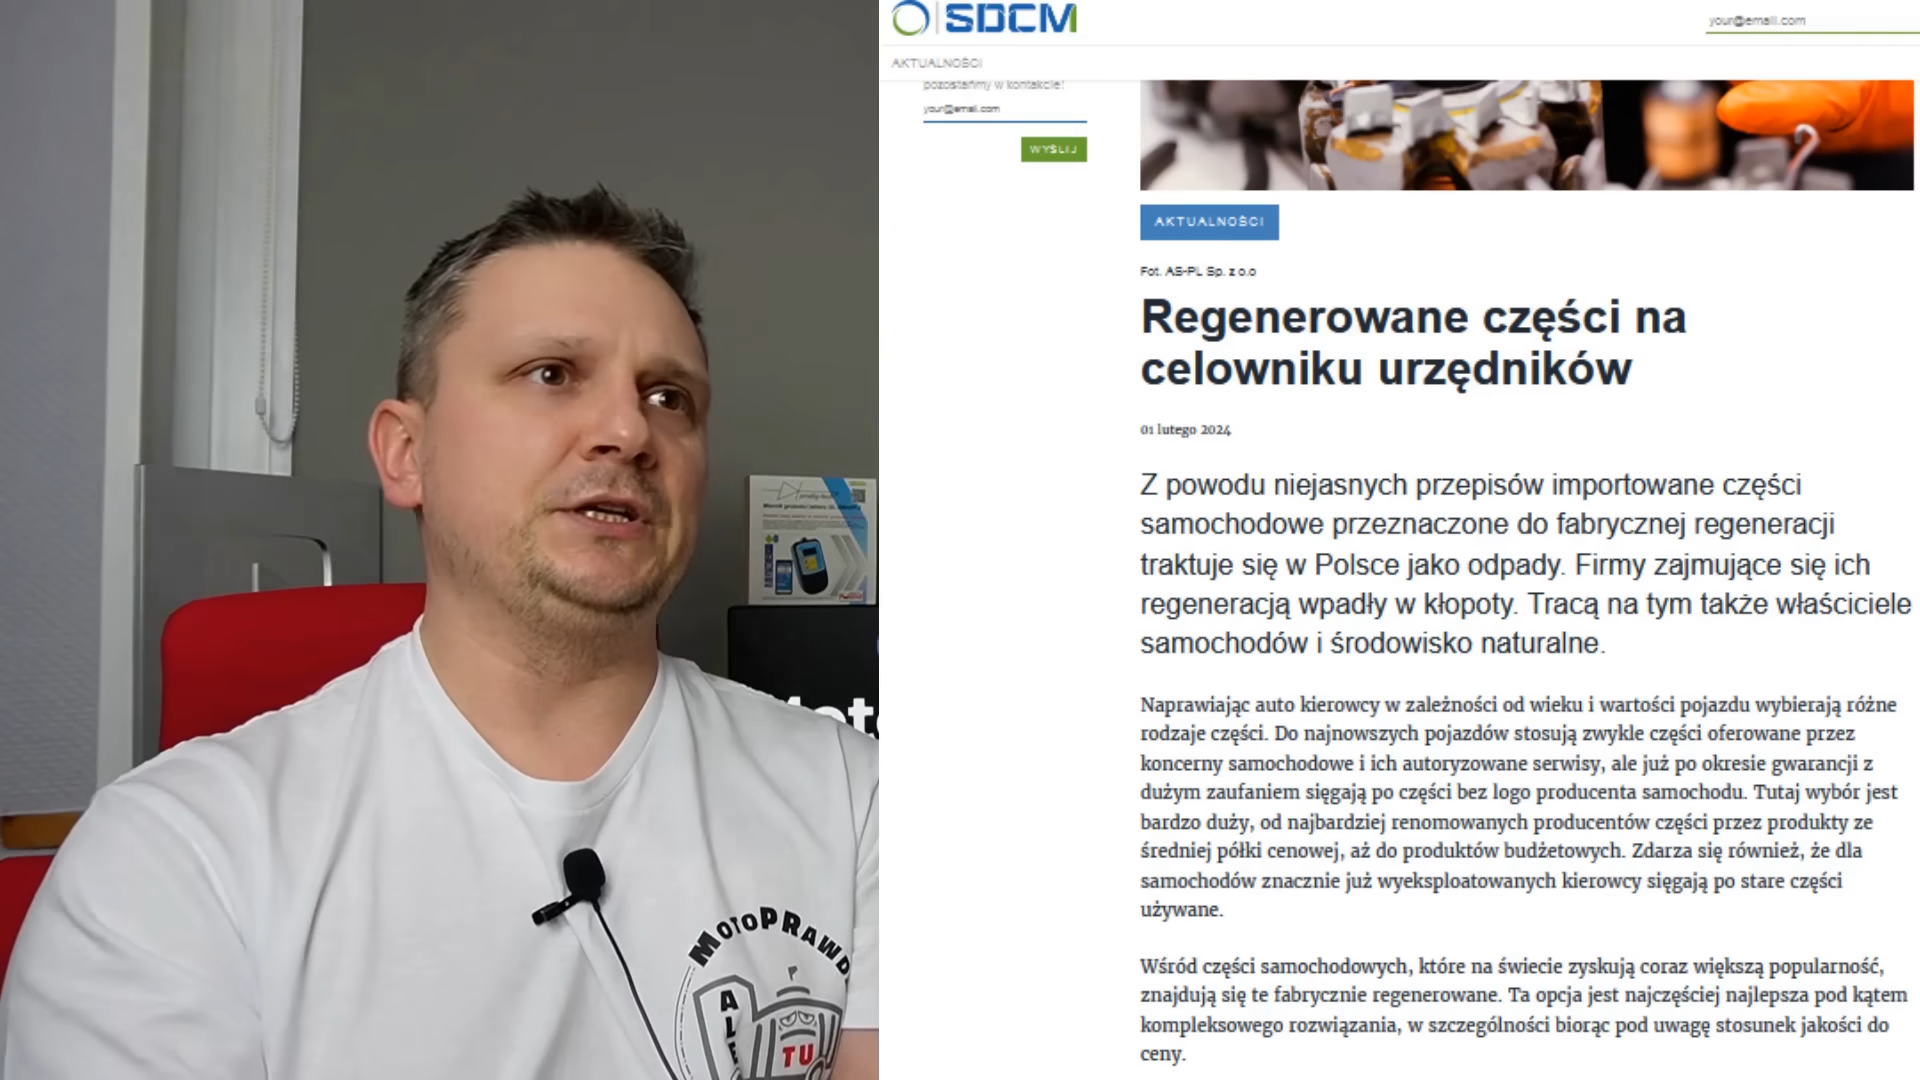 SDCM
your@email.com
AKTUALNOŚCI
pozostańmy w kontakcie!
your@email.com
WYŚLIJ
AKTUALNOŚCI
Fot. AS-PL Sp. z o.o
Regenerowane części na
celowniku urzędników
01 lutego 2024
Z powodu niejasnych przepisów importowane części
samochodowe przeznaczone do fabrycznej regeneracji
traktuje się w Polsce jako odpady. Firmy zajmujące się ich
regeneracją wpadły w kłopoty. Tracą na tym także właściciele
samochodów i środowisko naturalne.
Naprawiając auto kierowcy w zależności od wieku i wartości pojazdu wybierają różne
rodzaje części. Do najnowszych pojazdów stosują zwykle części oferowane przez
koncerny samochodowe i ich autoryzowane serwisy, ale już po okresie gwarancji z
dużym zaufaniem sięgają po części bez logo producenta samochodu. Tutaj wybór jest
bardzo duży, od najbardziej renomowanych producentów części przez produkty ze
średniej półki cenowej, aż do produktów budżetowych. Zdarza się również, że dla
samochodów znacznie już wyeksploatowanych kierowcy sięgają po stare części
używane.
Wśród części samochodowych, które na świecie zyskują coraz większą popularność,
znajdują się te fabrycznie regenerowane. Ta opcja jest najczęściej najlepsza pod kątem
kompleksowego rozwiązania, w szczególności biorąc pod uwagę stosunek jakości do
ceny.
MOTOPRAWD
TU